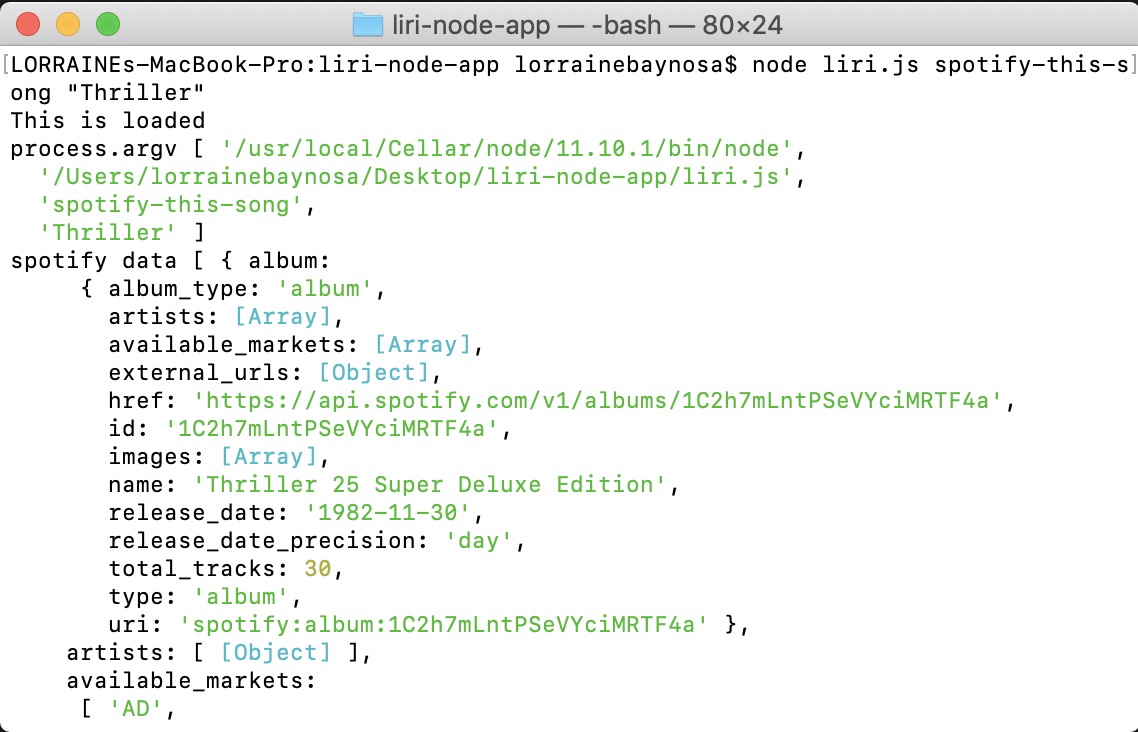 liri-node-app — -bash — 80×24
[LORRAINEs-MacBook-Pro:liri-node-app lorrainebaynosa$ node liri.js spotify-this-s]
ong "Thriller"
This is loaded
process.argv [ '/usr/local/Cellar/node/11.10.1/bin/node',
  '/Users/lorrainebaynosa/Desktop/liri-node-app/liri.js',
  'spotify-this-song',
  'Thriller' ]
spotify data [ { album:
     { album_type: 'album',
       artists: [Array],
       available_markets: [Array],
       external_urls: [Object],
       href: 'https://api.spotify.com/v1/albums/1C2h7mLntPSeVYciMRTF4a',
       id: '1C2h7mLntPSeVYciMRTF4a',
       images: [Array],
       name: 'Thriller 25 Super Deluxe Edition',
       release_date: '1982-11-30',
       release_date_precision: 'day',
       total_tracks: 30,
       type: 'album',
       uri: 'spotify:album:1C2h7mLntPSeVYciMRTF4a' },
    artists: [ [Object] ],
    available_markets:
     [ 'AD',